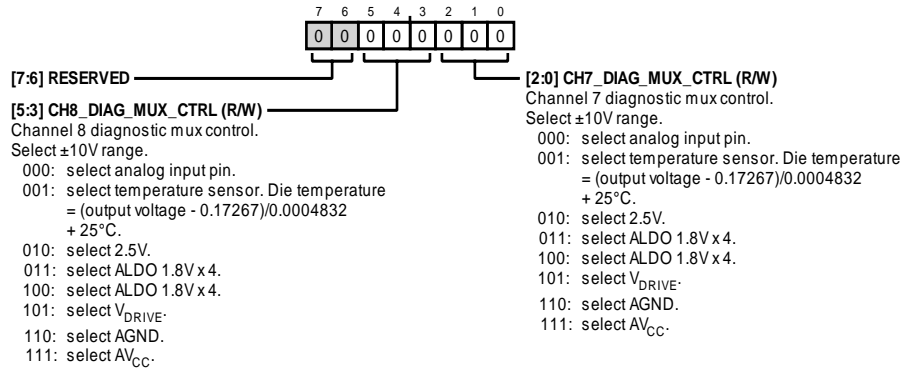 7 6 5 4 3 2 1 0
0 0 0 0 0 0 0 0
[7:6] RESERVED
[5:3] CH8_DIAG_MUX_CTRL (R/W)
Channel 8 diagnostic mux control.
Select ±10V range.
000: select analog input pin.
001: select temperature sensor. Die temperature
= (output voltage - 0.17267)/0.0004832
+ 25°C.
010: select 2.5V.
011: select ALDO 1.8V x 4.
100: select ALDO 1.8V x 4.
101: select VDRIVE.
110: select AGND.
111: select AVCC.
[2:0] CH7_DIAG_MUX_CTRL (R/W)
Channel 7 diagnostic mux control.
Select ±10V range.
000: select analog input pin.
001: select temperature sensor. Die temperature
= (output voltage - 0.17267)/0.0004832
+ 25°C.
010: select 2.5V.
011: select ALDO 1.8V x 4.
100: select ALDO 1.8V x 4.
101: select VDRIVE.
110: select AGND.
111: select AVCC.